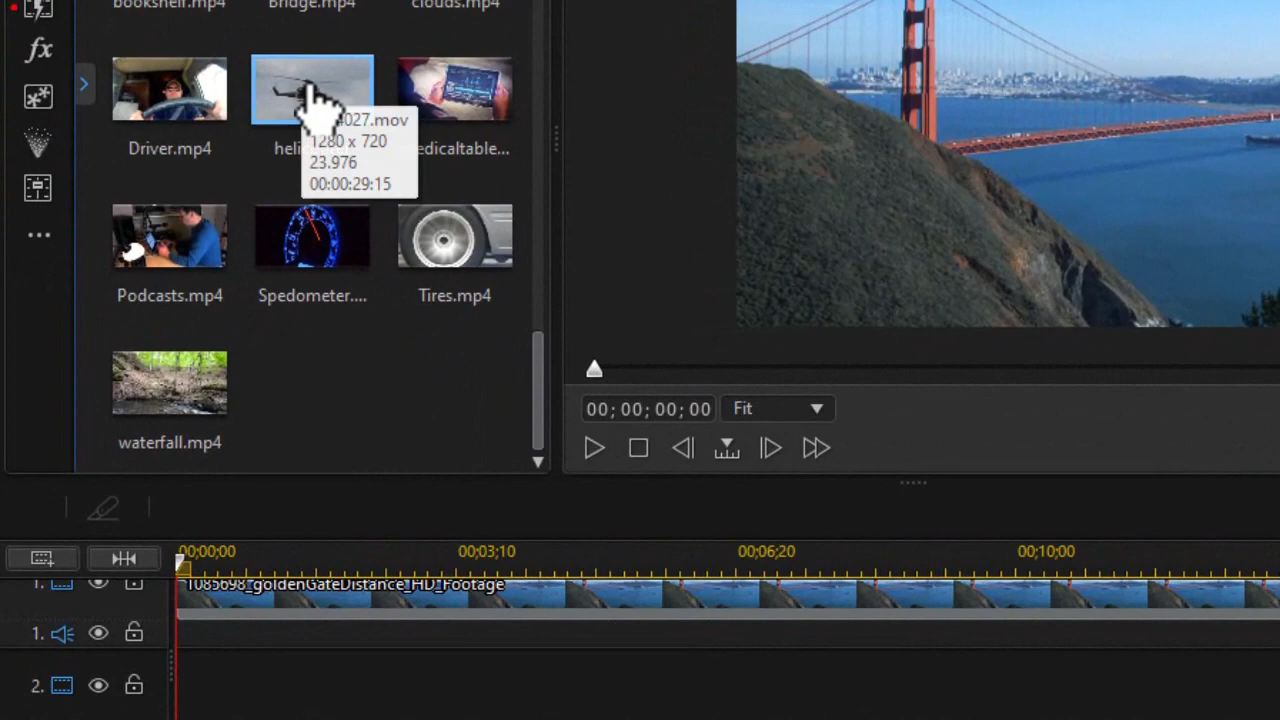 bookshelf.mp4
Bridge.mp4
clouds.mp4
fx
027.mov
1280 x 720
23.976
00:00:29:15
Driver.mp4
edicaltable...
Podcasts.mp4
Spedometer....
Tires.mp4
waterfall.mp4
00; 00; 00; 00
Fit
00;00;00
00;03;10
00;06;20
00;10;00
1. 1085698_goldenGateDistance_HD_Footage
1.
2.